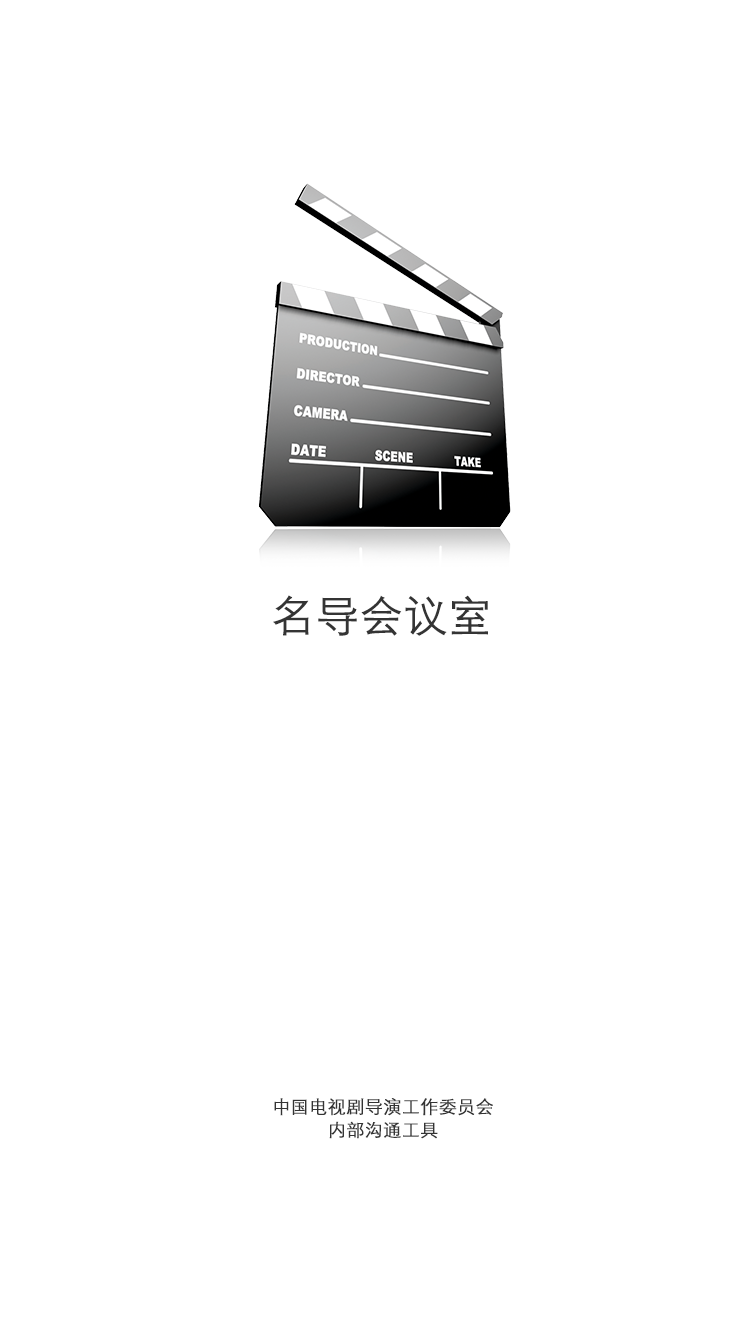 PRODUCTION
DIRECTOR
CAMERA
DATE SCENE TAKE
名导会议室
中国电视剧导演工作委员会
内部沟通工具